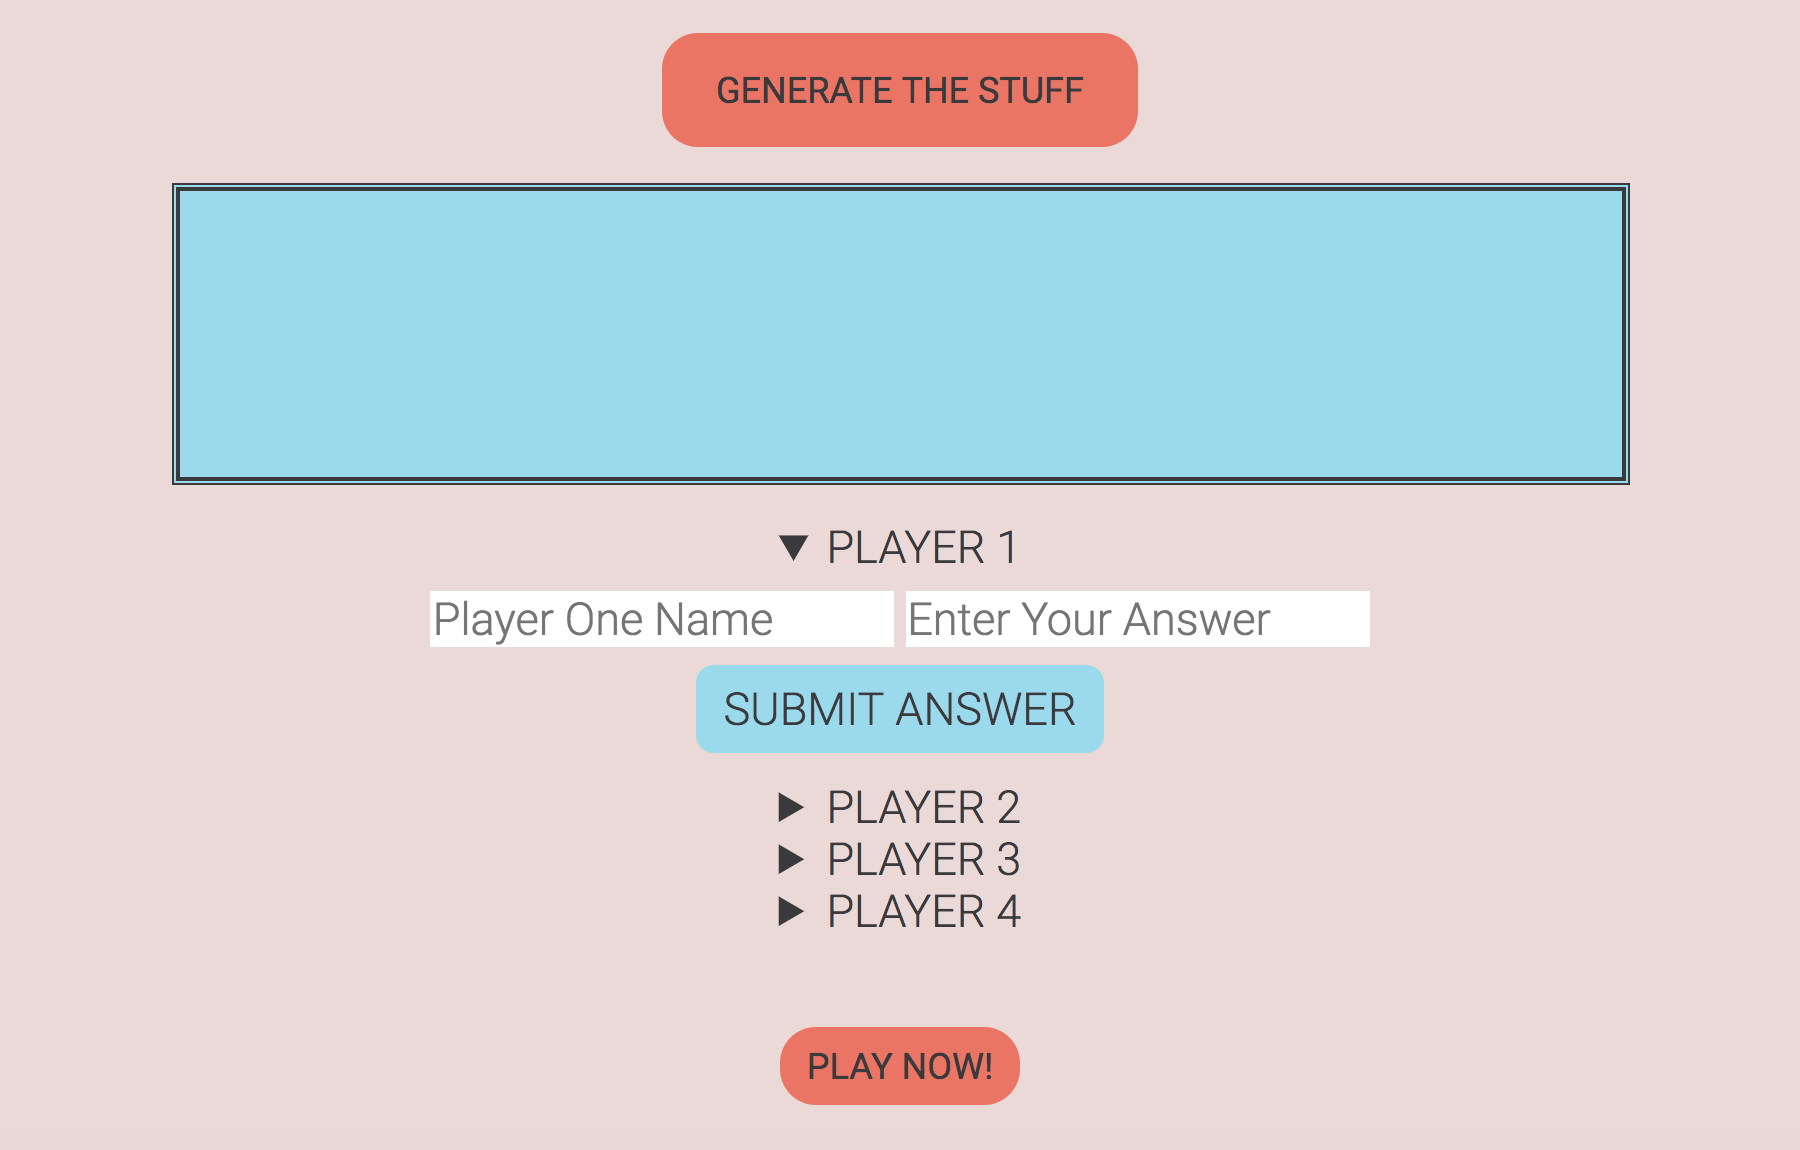 GENERATE THE STUFF
PLAYER 1
Player One Name
Enter Your Answer
SUBMIT ANSWER
PLAYER 2
PLAYER 3
PLAYER 4
PLAY NOW!